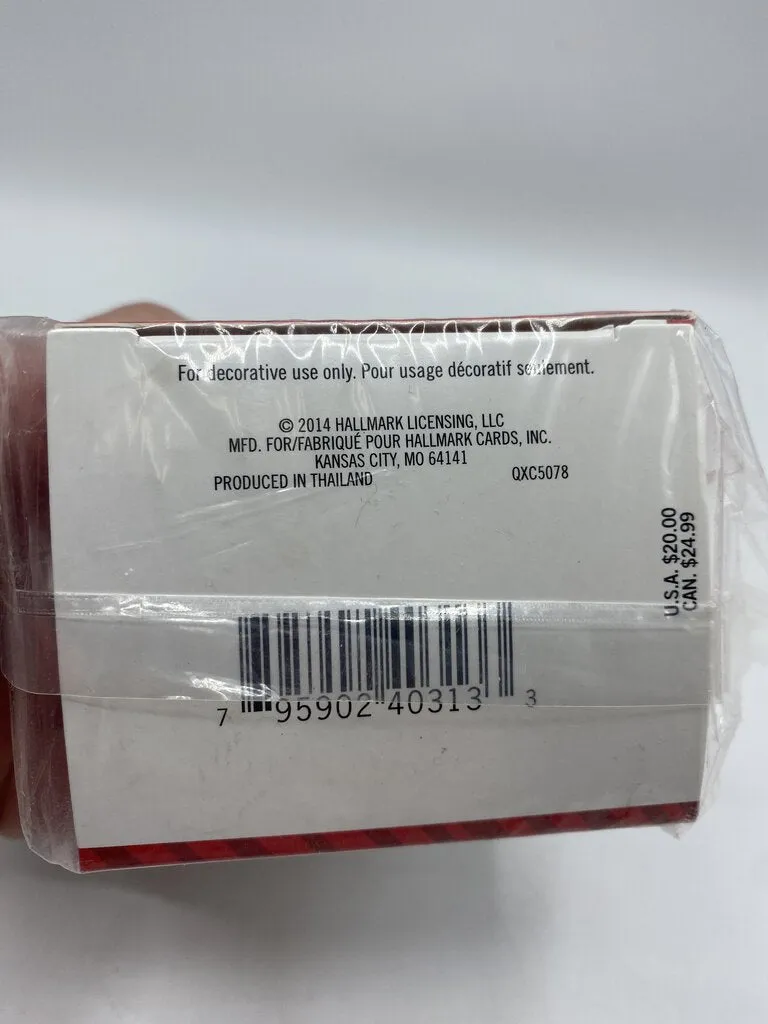 For decorative use only. Pour usage décoratif seulement.
© 2014 HALLMARK LICENSING, LLC
MFD. FOR/FABRIQUÉ POUR HALLMARK CARDS, INC.
KANSAS CITY, MO 64141
PRODUCED IN THAILAND QXC5078
U.S.A. $20.00
CAN. $24.99
7 95902 40313 3